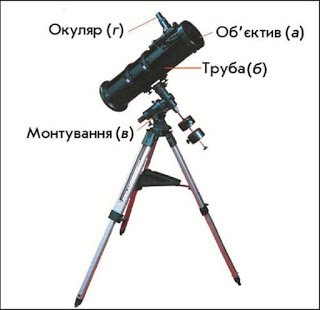 Окуляр (г)
Об’єктив (а)
Труба(б)
Монтування (в)